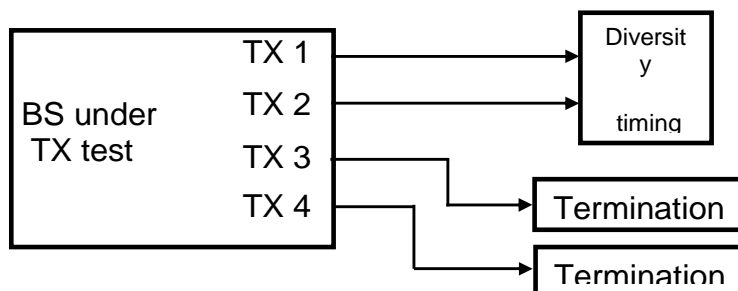 BS under
TX test
TX 1
TX 2
TX 3
TX 4
Diversit
y
timing
Termination
Termination